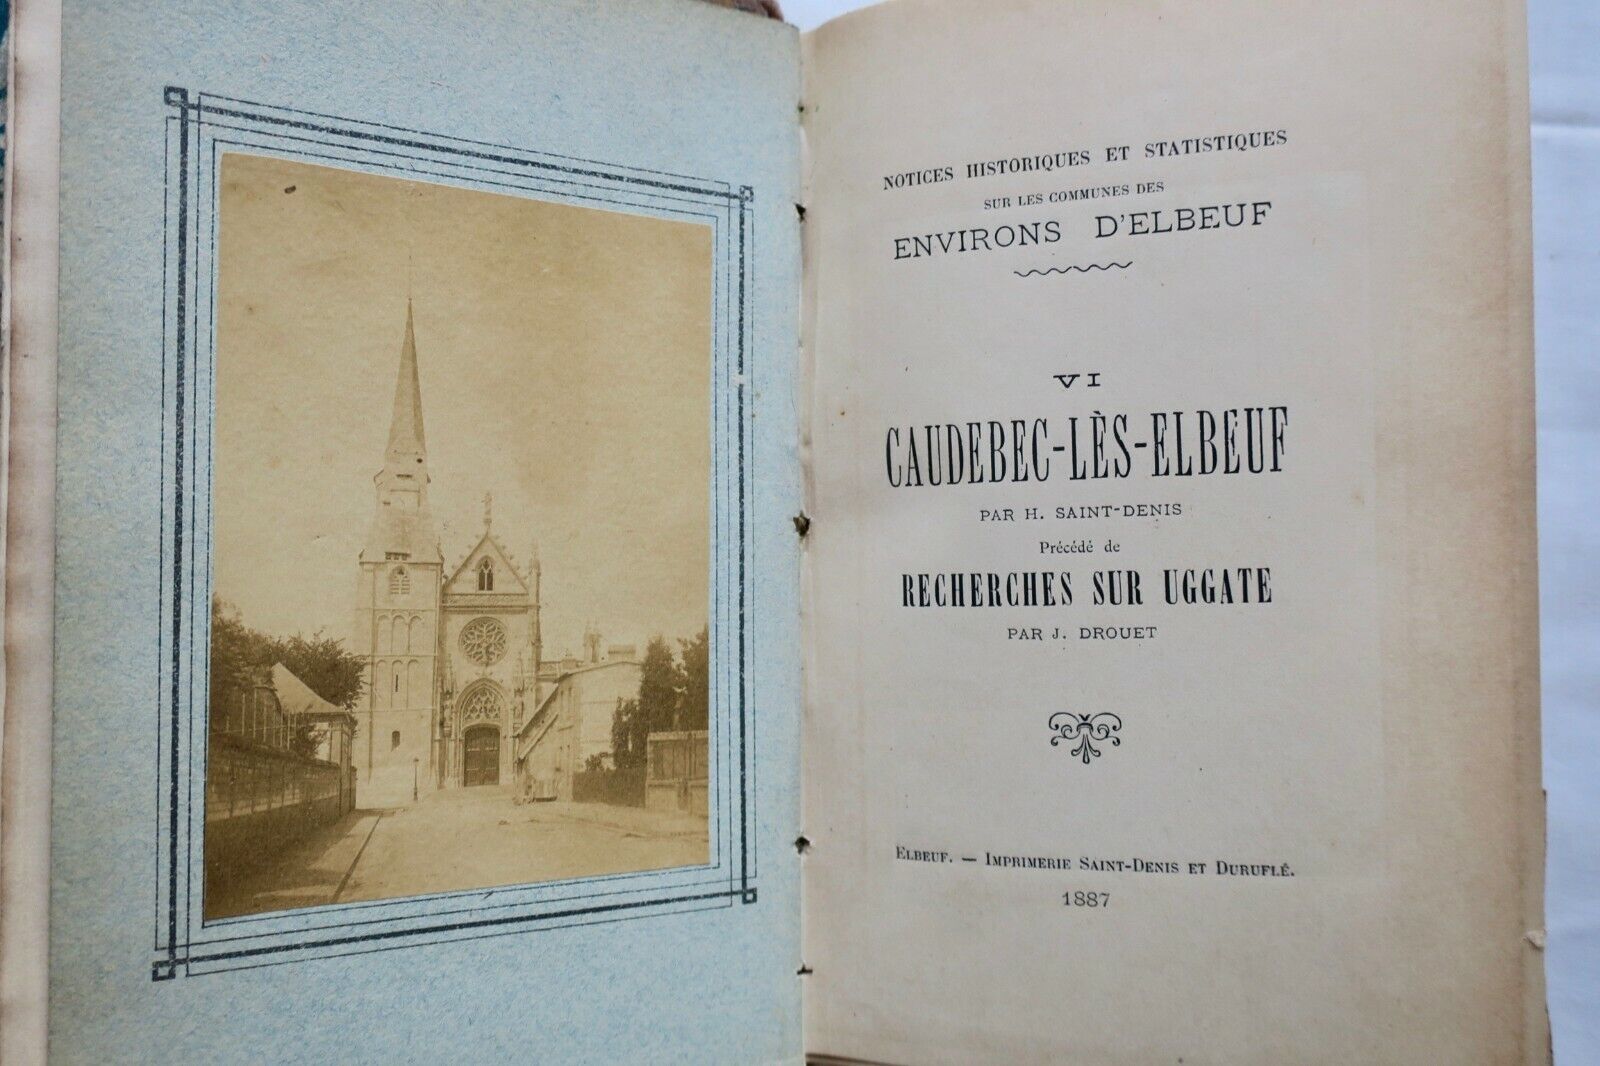 NOTICES HISTORIQUES ET STATISTIQUES
SUR LES COMMUNES DES
ENVIRONS D'ELBEUF
VI
CAUDEBEC-LÈS-ELBEUF
PAR H. SAINT-DENIS
Précédé de
RECHERCHES SUR UGGATE
PAR J. DROUET
ELBEUF. — IMPRIMERIE SAINT-DENIS ET DURUFLÉ.
1887